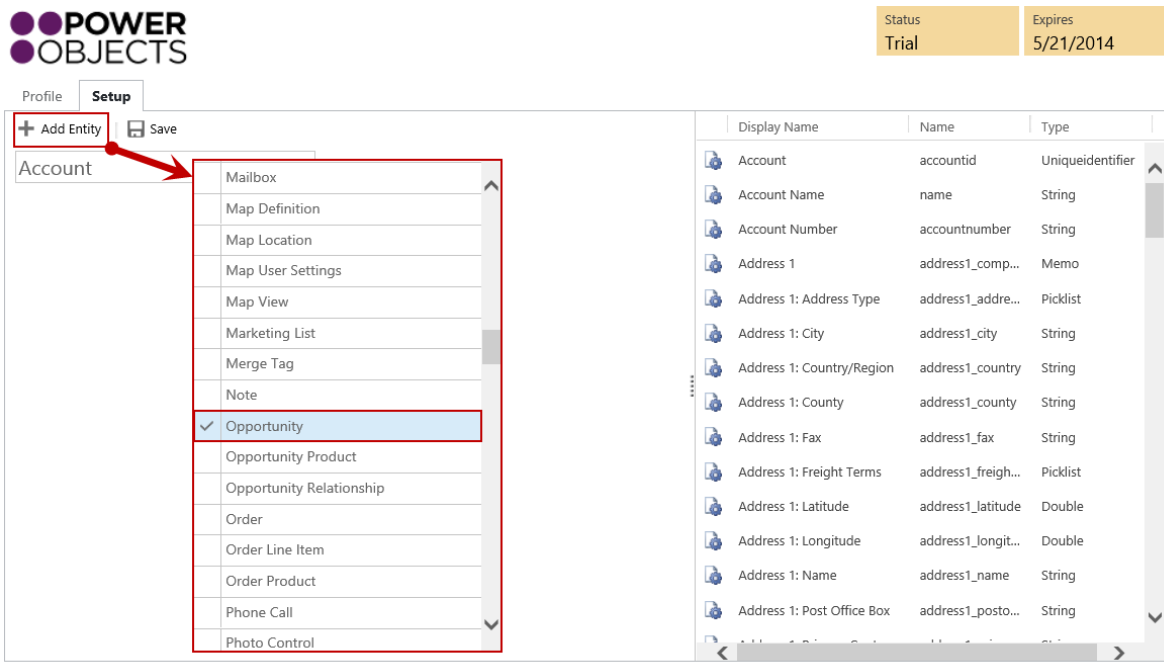 POWER
OBJECTS
Status
Trial
Expires
5/21/2014
Profile
Setup
Add Entity
Save
Account
Mailbox
Map Definition
Map Location
Map User Settings
Map View
Marketing List
Merge Tag
Note
Opportunity
Opportunity Product
Opportunity Relationship
Order
Order Line Item
Order Product
Phone Call
Photo Control
Display Name Name Type
Account accountid Uniqueidentifier
Account Name name String
Account Number accountnumber String
Address 1 address1_comp... Memo
Address 1: Address Type address1_addre... Picklist
Address 1: City address1_city String
Address 1: Country/Region address1_country String
Address 1: County address1_county String
Address 1: Fax address1_fax String
Address 1: Freight Terms address1_freigh... Picklist
Address 1: Latitude address1_latitude Double
Address 1: Longitude address1_longit... Double
Address 1: Name address1_name String
Address 1: Post Office Box address1_posto... String